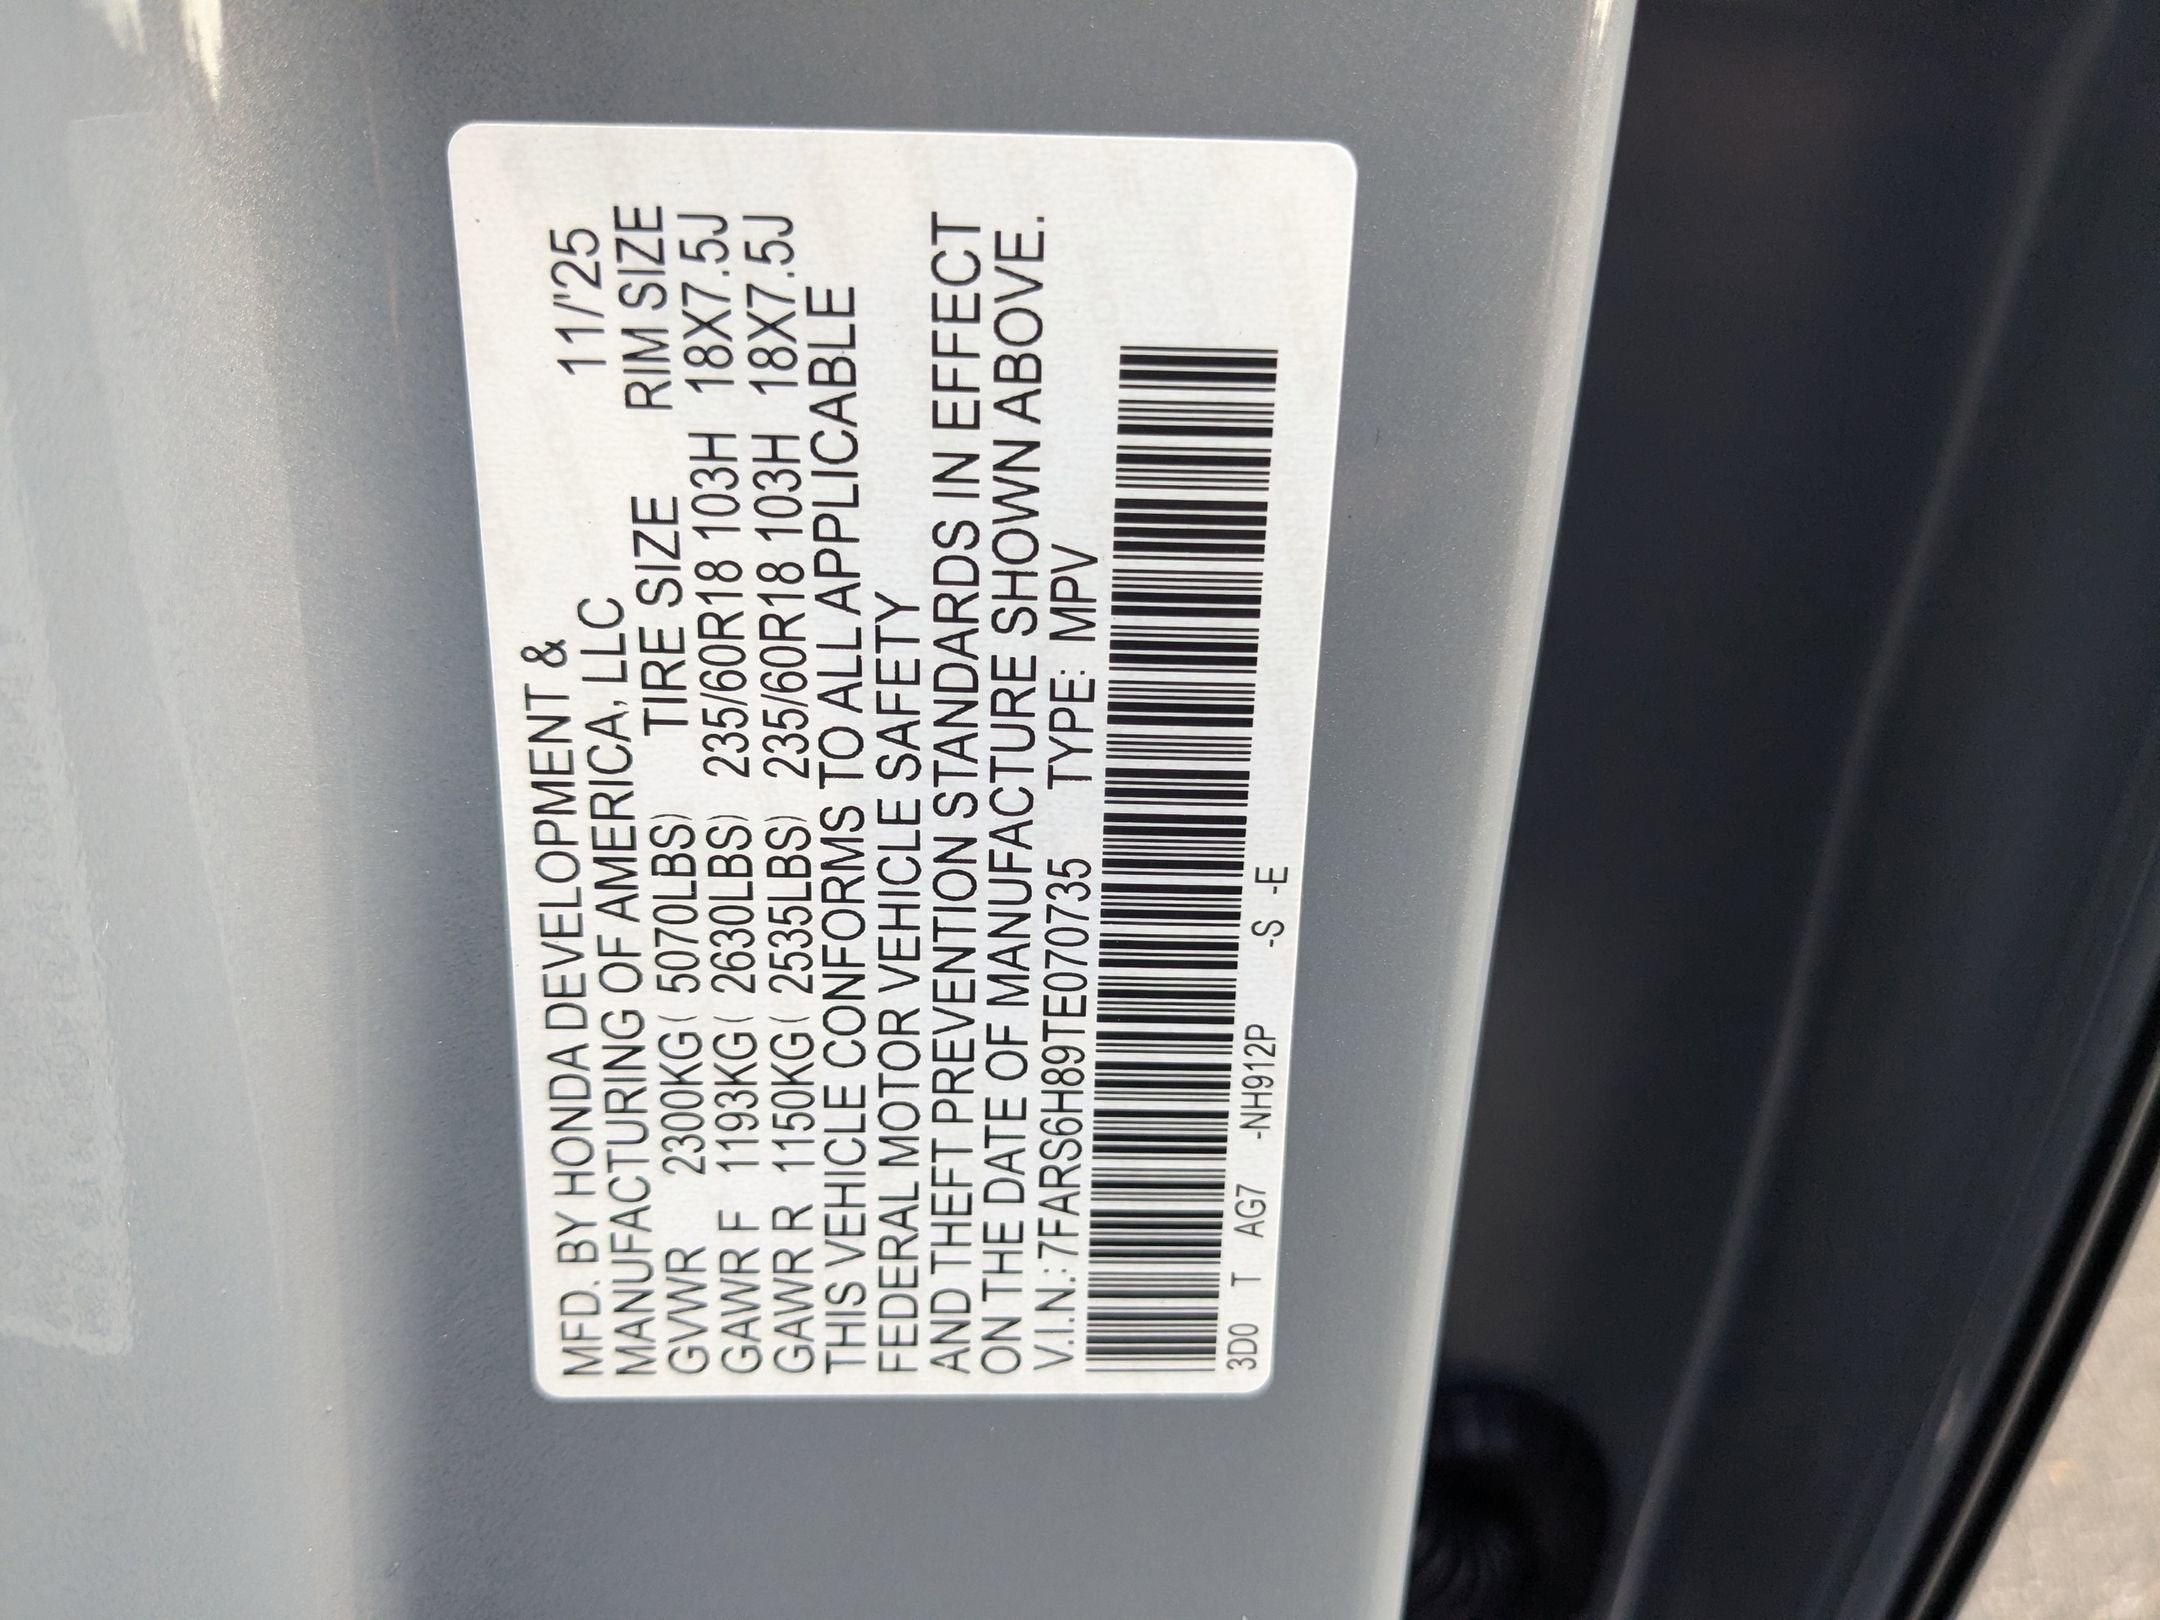 MFD. BY HONDA DEVELOPMENT &
MANUFACTURING OF AMERICA, LLC 11/'25
TIRE SIZE RIM SIZE
GVWR 2300KG( 5070LBS)
GAWR F 1193KG( 2630LBS) 235/60R18 103H 18X7.5J
GAWR R 1150KG( 2535LBS) 235/60R18 103H 18X7.5J
THIS VEHICLE CONFORMS TO ALL APPLICABLE
FEDERAL MOTOR VEHICLE SAFETY
AND THEFT PREVENTION STANDARDS IN EFFECT
ON THE DATE OF MANUFACTURE SHOWN ABOVE.
V.I.N.: 7FARS6H89TE070735 TYPE: MPV
3D0 T AG7 -NH912P -S -E